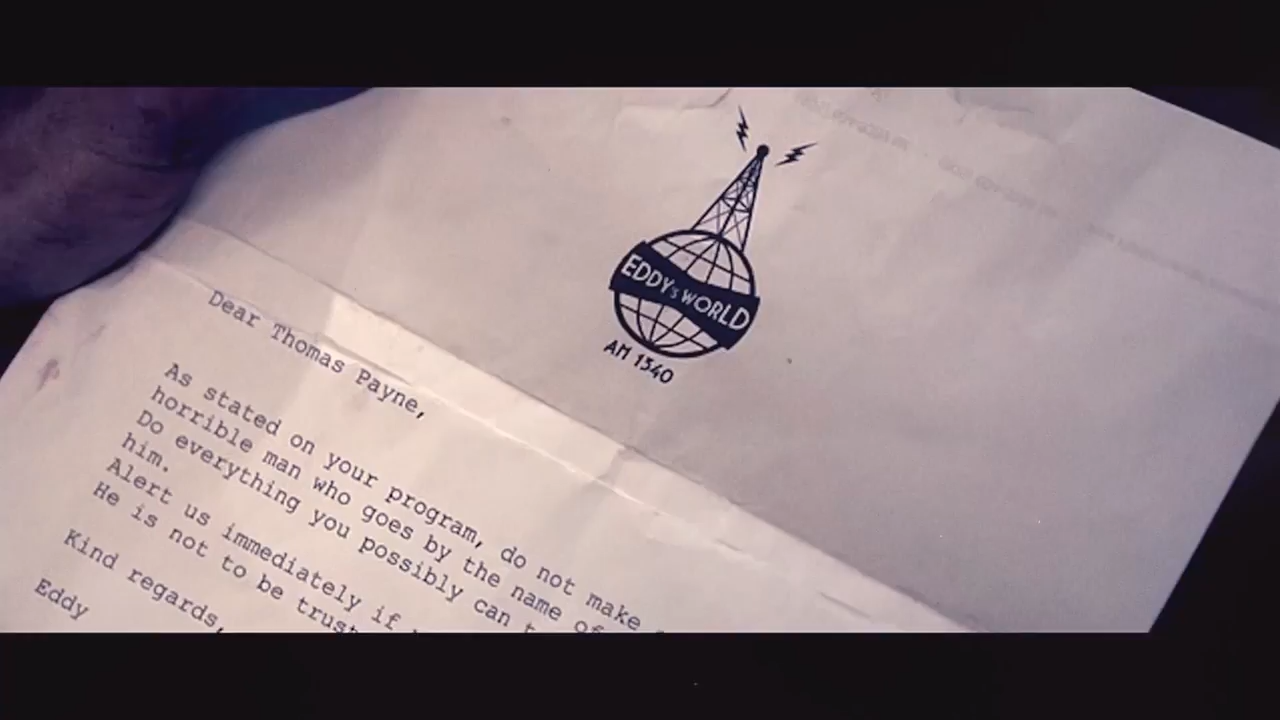 EDDY's WORLD
AM 1340
Dear Thomas Payne,
As stated on your program, do not make
horrible man who goes by the name of
Do everything you possibly can
him.
Alert us immediately if
He is not to be
Kind regards,
Eddy